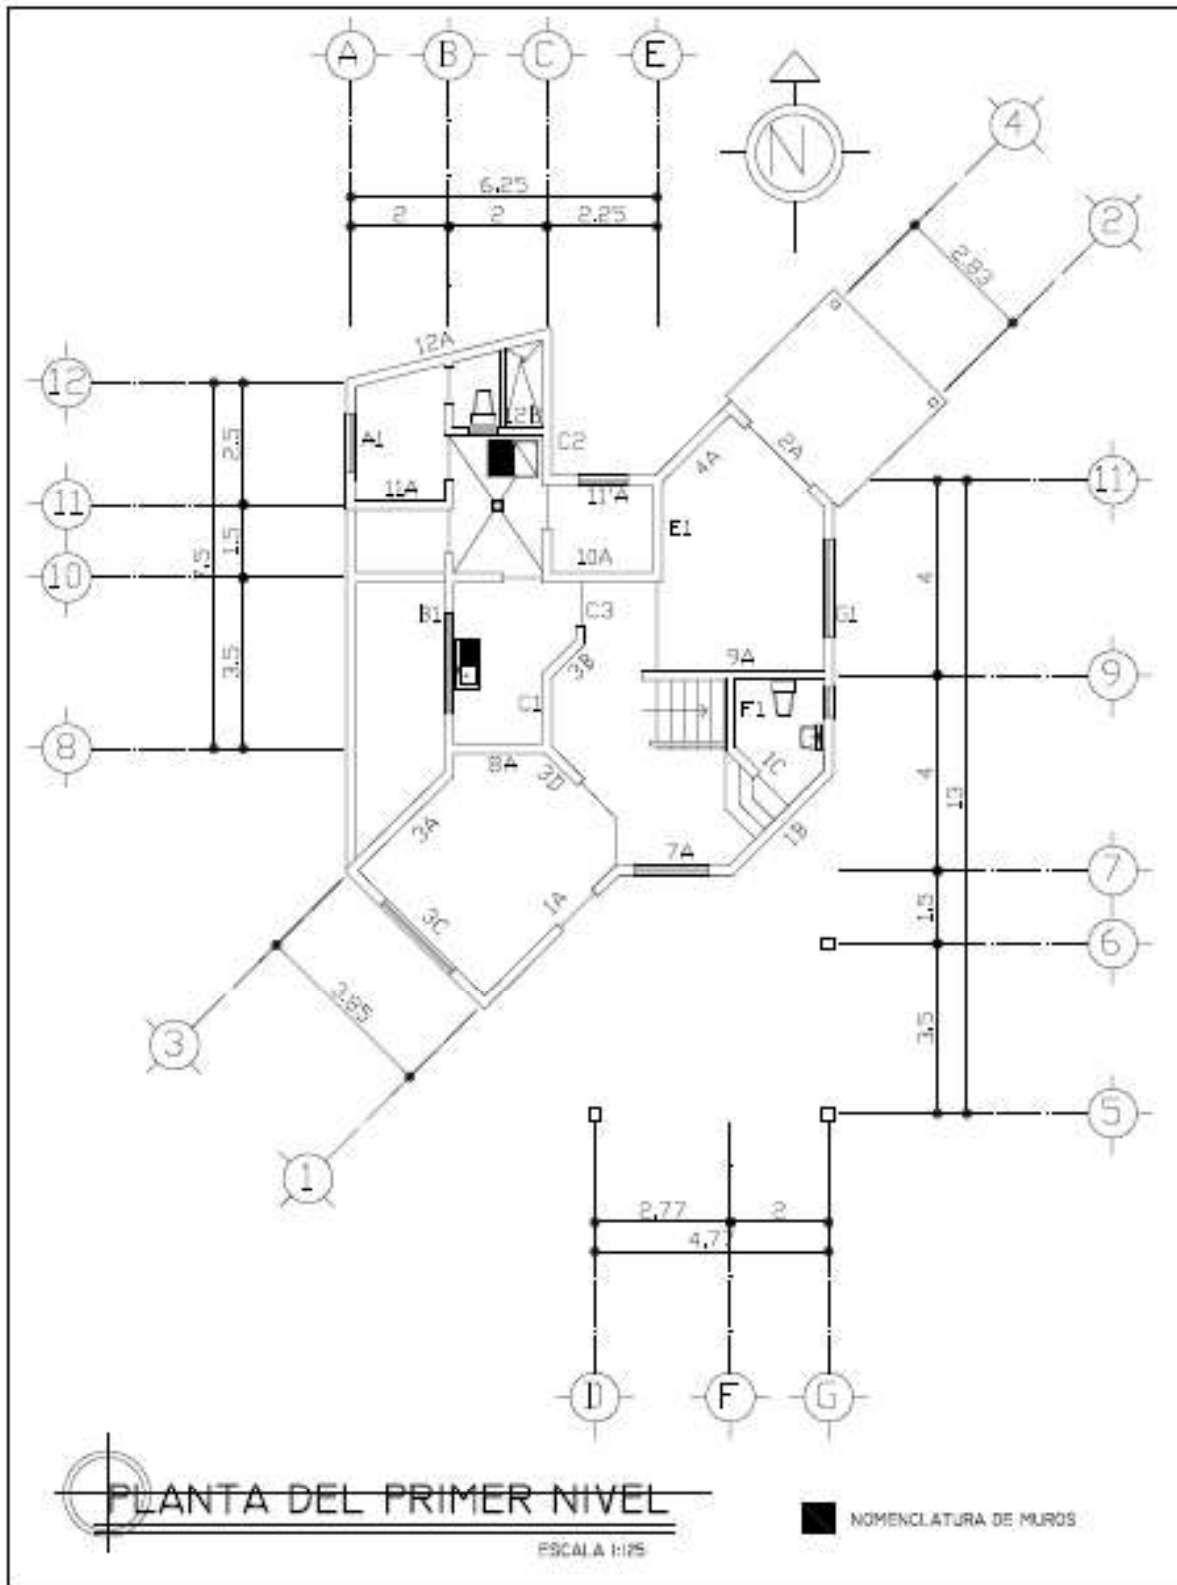 A B C E
N
4
2
6.25
2 2 2.25
2.83
12A
12
12B
A1
C2
2A
4A
2.5
11A
11'A
11'
11
E1
1.5
10A
7.5
10
4
B1
C3
G1
3B
9A
3.5
9
C1
F1
8
8A
3D
1C
4
13
3A
1B
7A
7
3C
1A
1.5
6
3.85
3
3.5
5
1
2.77 2
4.77
D F G
PLANTA DEL PRIMER NIVEL
NOMENCLATURA DE MUROS
ESCALA 1:125